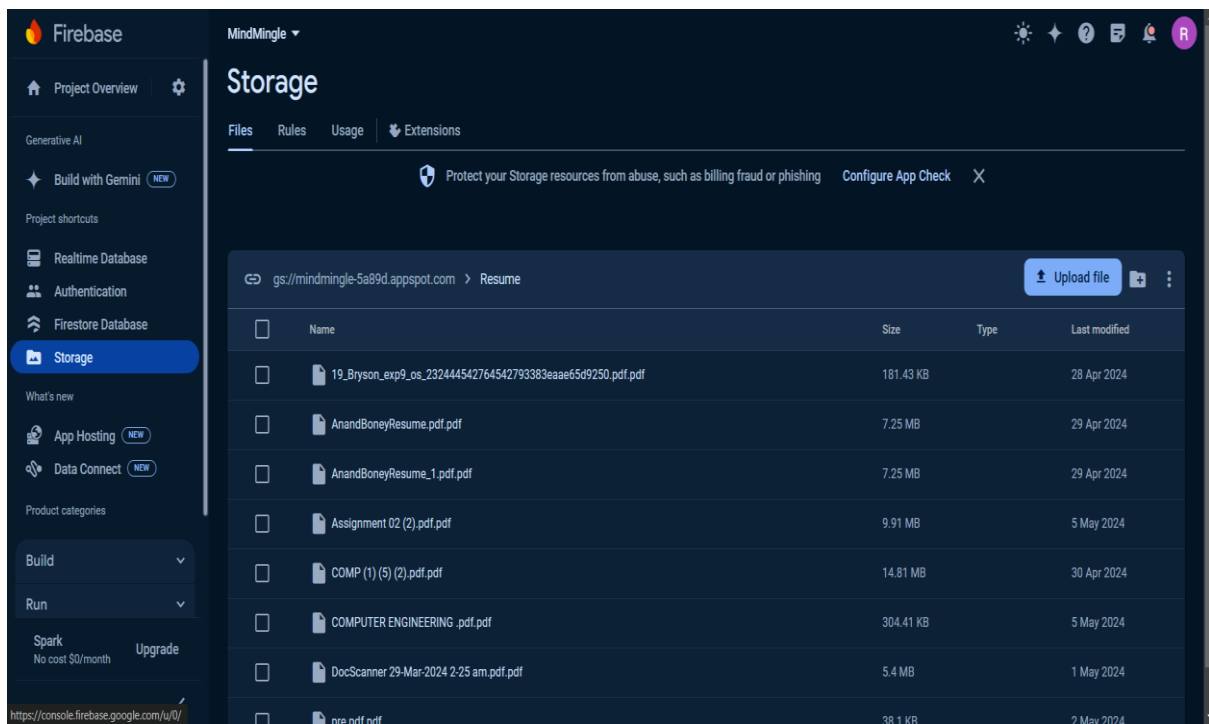 Firebase
MindMingle
R
Project Overview
Storage
Files Rules Usage Extensions
Generative AI
Build with Gemini NEW
Protect your Storage resources from abuse, such as billing fraud or phishing Configure App Check
Project shortcuts
Realtime Database
Authentication
Firestore Database
Storage
What's new
App Hosting NEW
Data Connect NEW
Product categories
Build
Run
Spark
No cost $0/month
Upgrade
https://console.firebase.google.com/u/0/
gs://mindmingle-5a89d.appspot.com > Resume
Upload file
Name Size Type Last modified
19_Bryson_exp9_os_232444542764542793383eaae65d9250.pdf.pdf 181.43 KB 28 Apr 2024
AnandBoneyResume.pdf.pdf 7.25 MB 29 Apr 2024
AnandBoneyResume_1.pdf.pdf 7.25 MB 29 Apr 2024
Assignment 02 (2).pdf.pdf 9.91 MB 5 May 2024
COMP (1) (5) (2).pdf.pdf 14.81 MB 30 Apr 2024
COMPUTER ENGINEERING .pdf.pdf 304.41 KB 5 May 2024
DocScanner 29-Mar-2024 2-25 am.pdf.pdf 5.4 MB 1 May 2024
pre.pdf.pdf 38.1 KB 2 May 2024